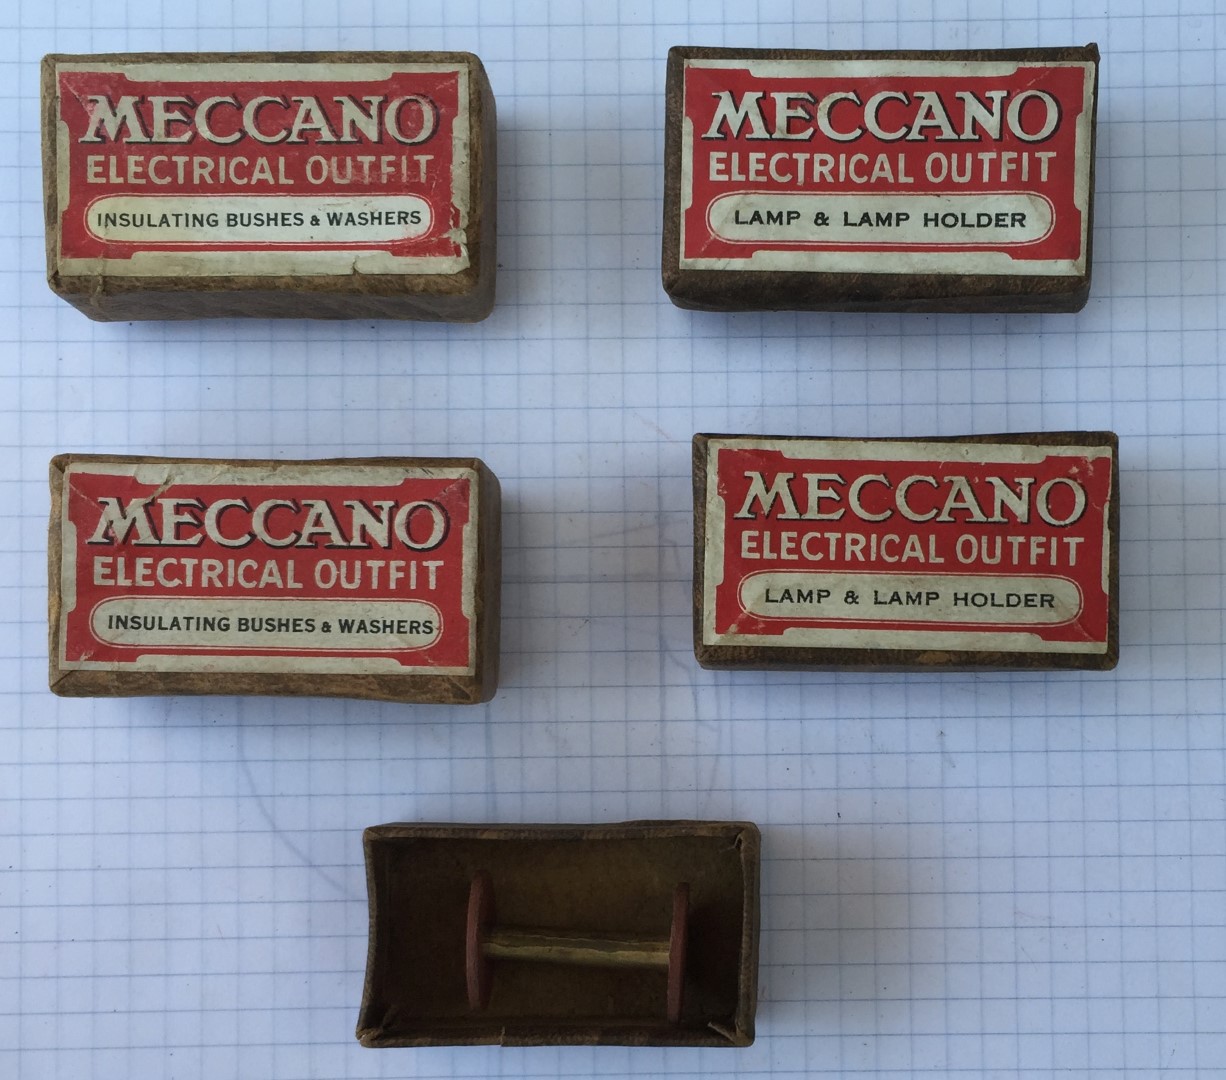 MECCANO
ELECTRICAL OUTFIT
INSULATING BUSHES & WASHERS
MECCANO
ELECTRICAL OUTFIT
LAMP & LAMP HOLDER
MECCANO
ELECTRICAL OUTFIT
INSULATING BUSHES & WASHERS
MECCANO
ELECTRICAL OUTFIT
LAMP & LAMP HOLDER